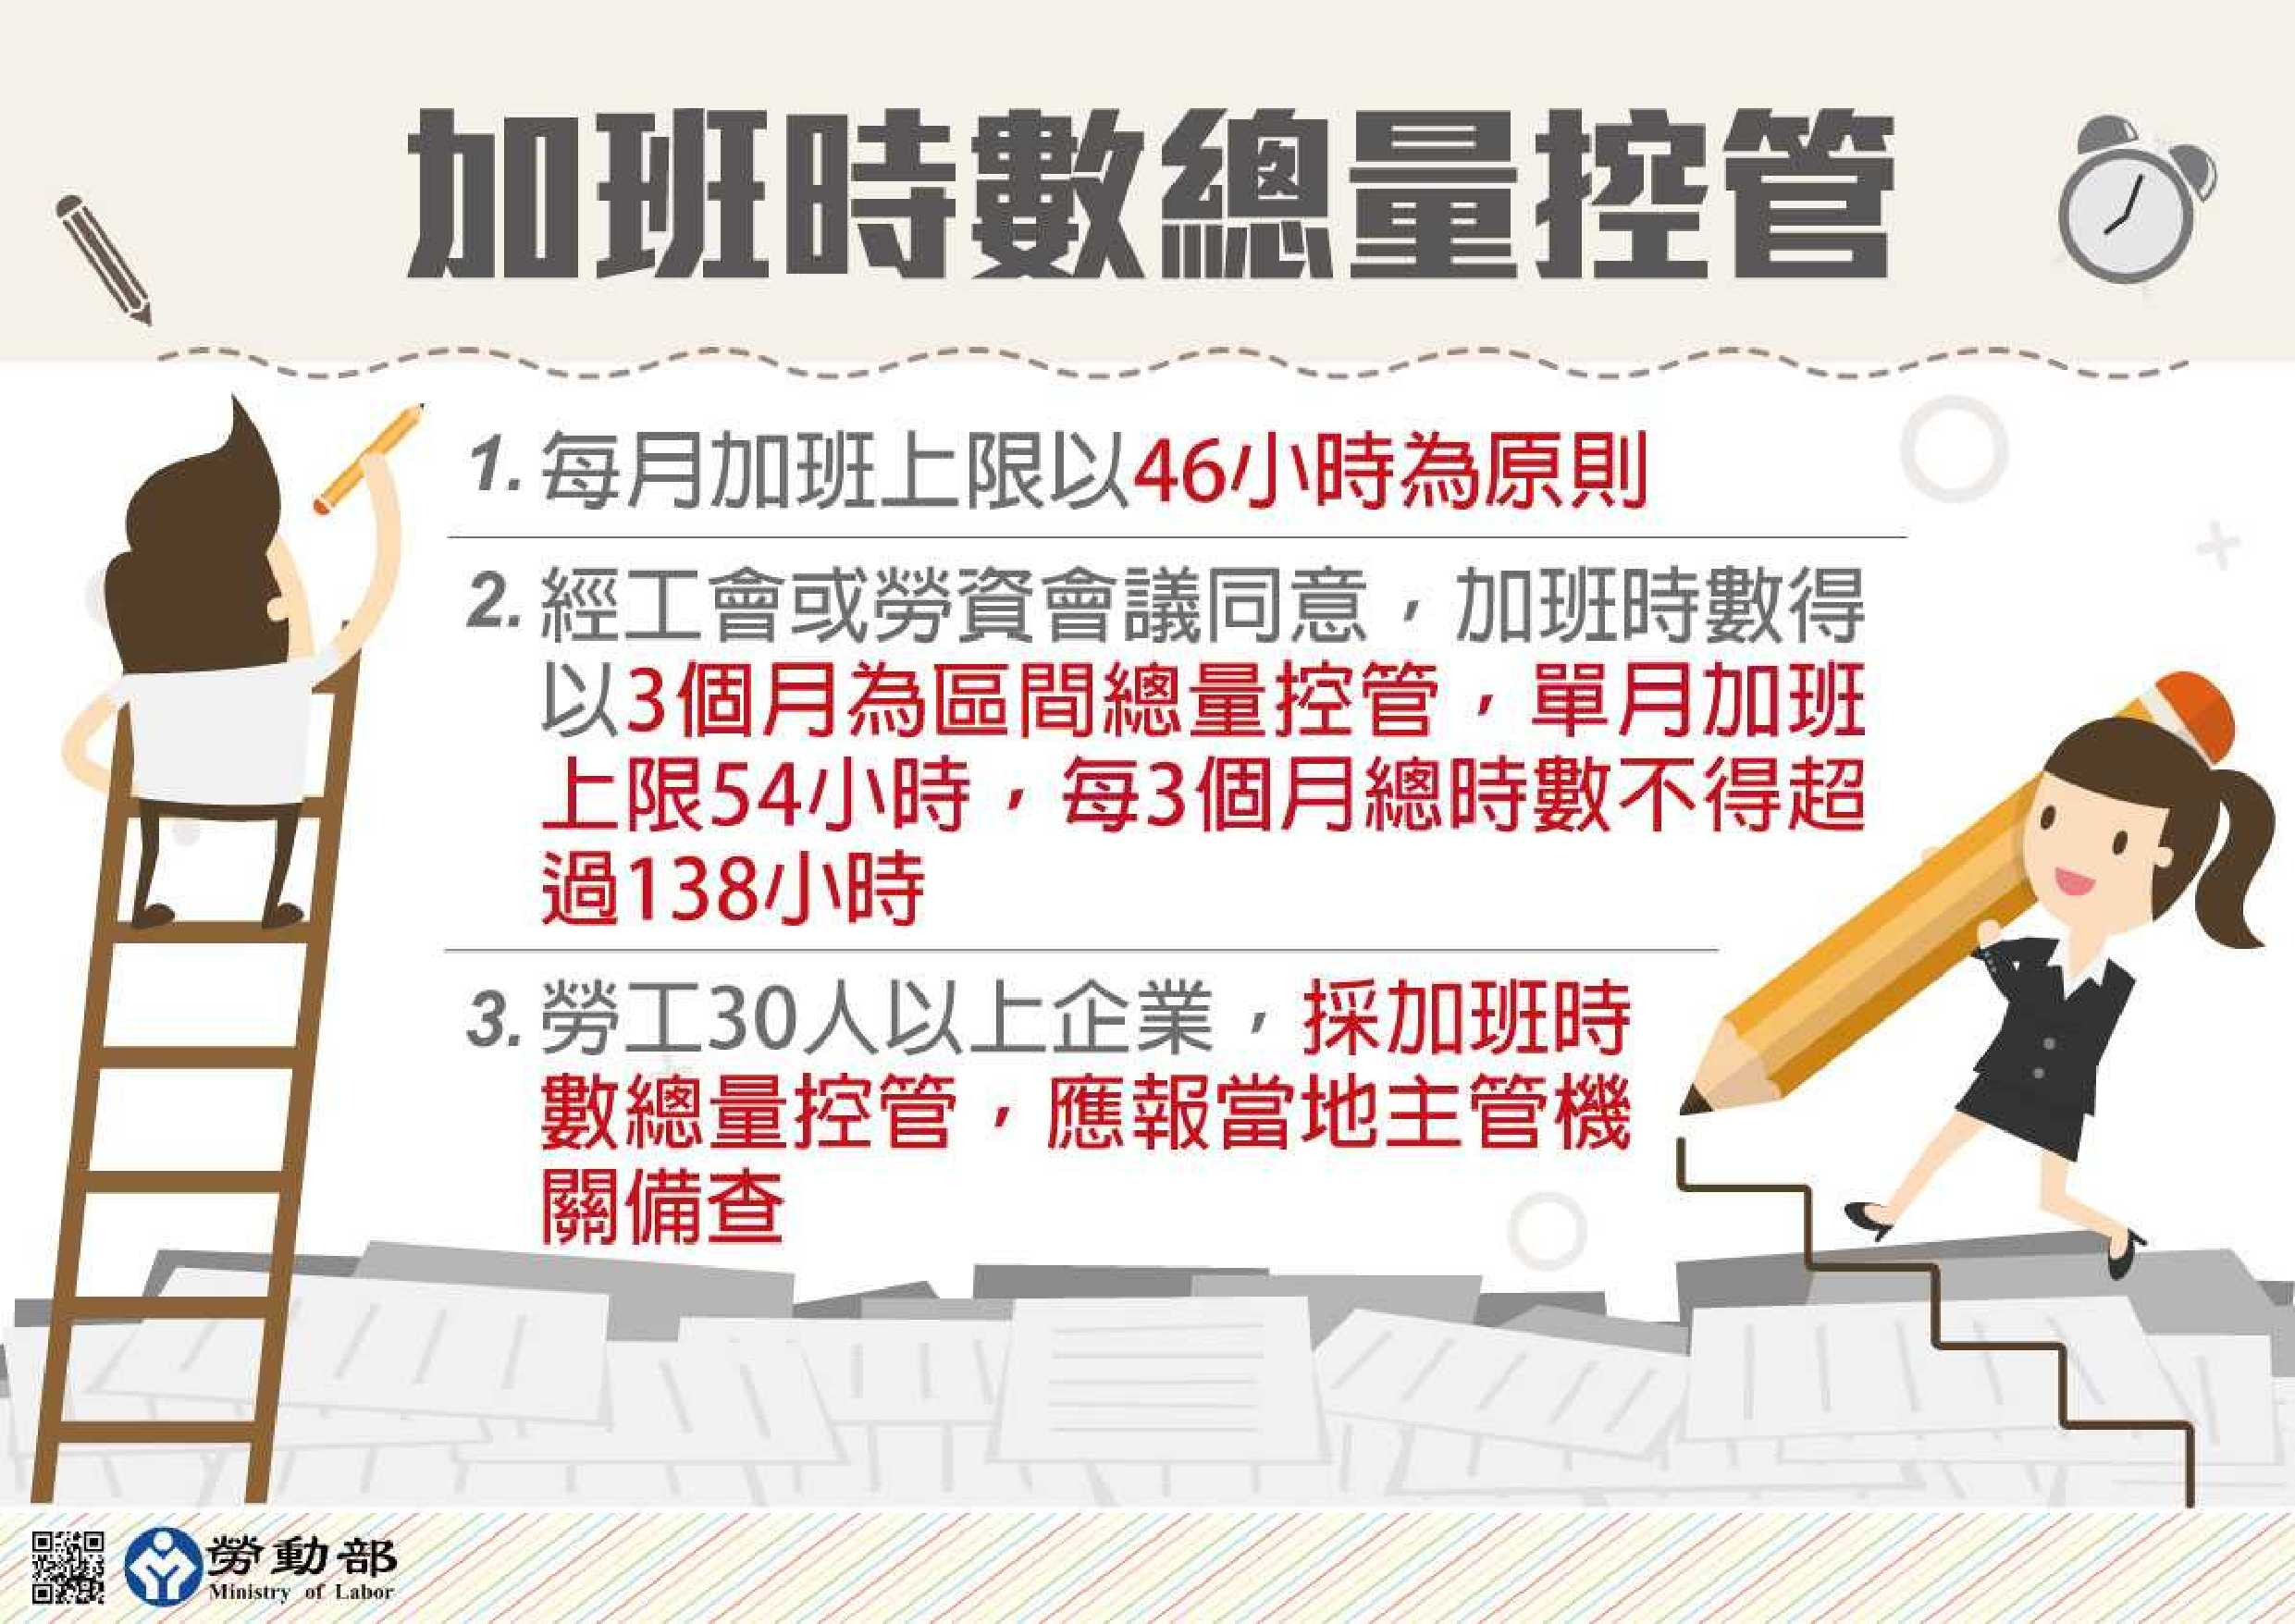 加班時數總量控管
1. 每月加班上限以46小時為原則
2. 經工會或勞資會議同意，加班時數得
以3個月為區間總量控管，單月加班
上限54小時，每3個月總時數不得超
過138小時
3. 勞工30人以上企業，採加班時
數總量控管，應報當地主管機
關備查
勞動部
Ministry of Labor